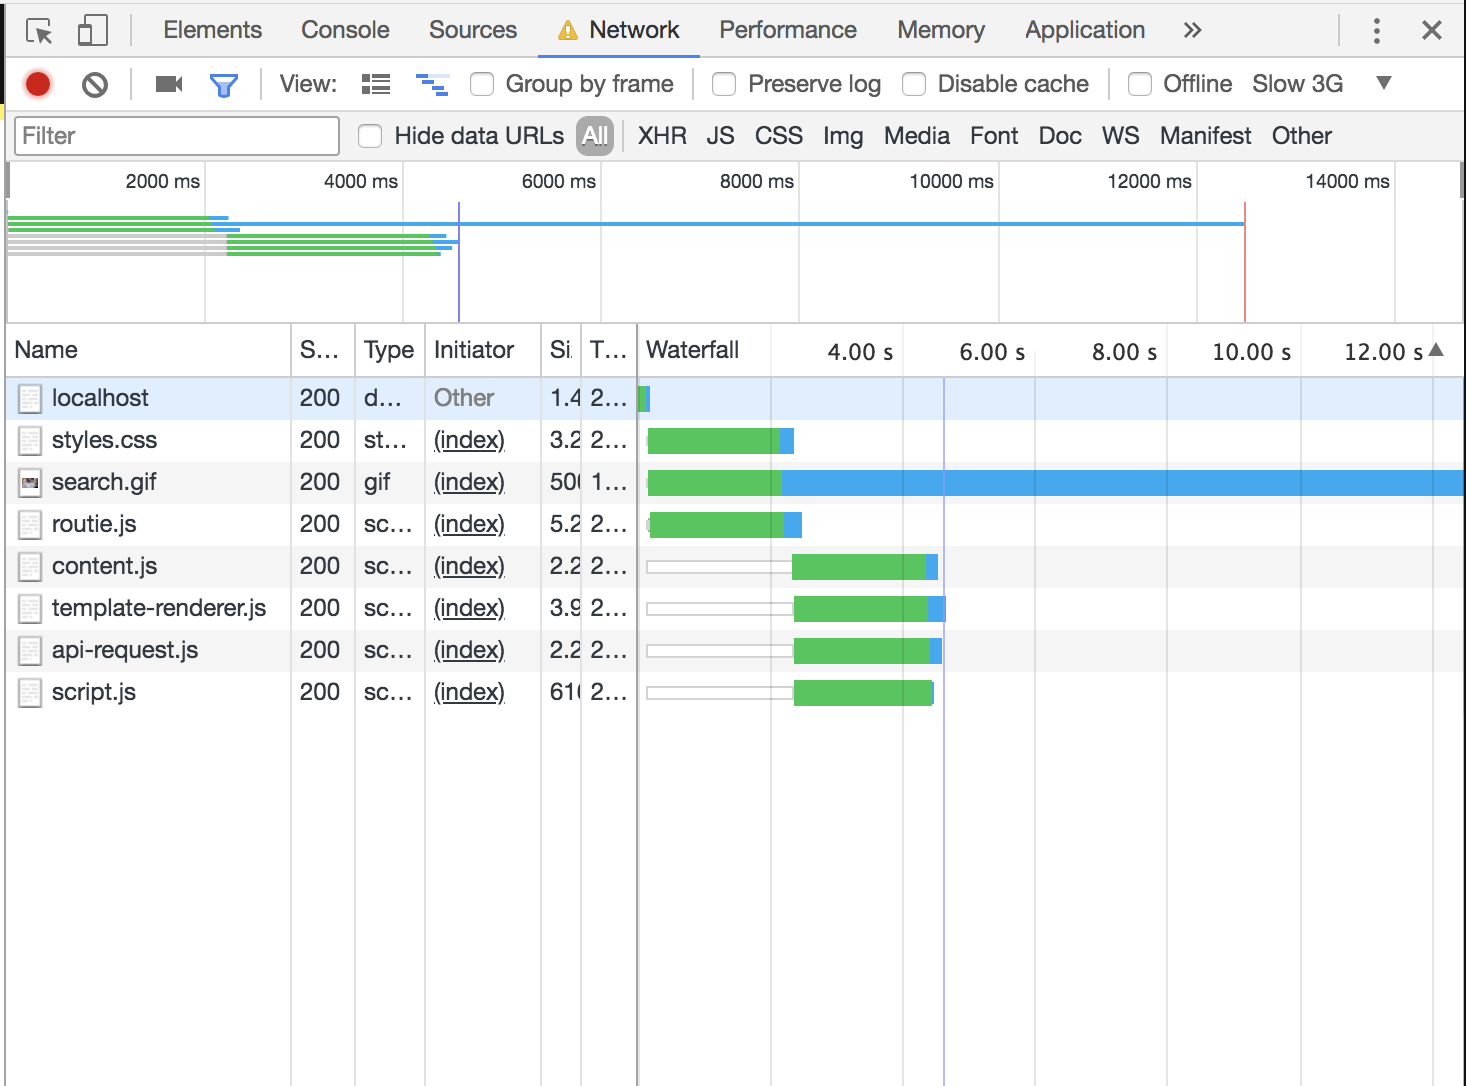 Elements Console Sources Network Performance Memory Application
View: Group by frame Preserve log Disable cache Offline Slow 3G
Filter Hide data URLs All XHR JS CSS Img Media Font Doc WS Manifest Other
2000 ms 4000 ms 6000 ms 8000 ms 10000 ms 12000 ms 14000 ms
Name S... Type Initiator Si T... Waterfall 4.00 s 6.00 s 8.00 s 10.00 s 12.00 s
localhost 200 d... Other 1.4 2...
styles.css 200 st... (index) 3.2 2...
search.gif 200 gif (index) 500 1...
routie.js 200 sc... (index) 5.2 2...
content.js 200 sc... (index) 2.2 2...
template-renderer.js 200 sc... (index) 3.9 2...
api-request.js 200 sc... (index) 2.2 2...
script.js 200 sc... (index) 616 2...